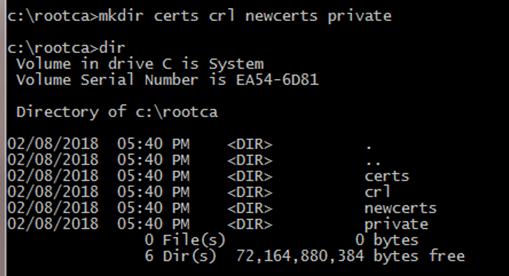 c:\rootca>mkdir certs crl newcerts private
c:\rootca>dir
 Volume in drive C is System
 Volume Serial Number is EA54-6D81
 Directory of c:\rootca
02/08/2018  05:40 PM    <DIR>          .
02/08/2018  05:40 PM    <DIR>          ..
02/08/2018  05:40 PM    <DIR>          certs
02/08/2018  05:40 PM    <DIR>          crl
02/08/2018  05:40 PM    <DIR>          newcerts
02/08/2018  05:40 PM    <DIR>          private
               0 File(s)              0 bytes
               6 Dir(s)  72,164,880,384 bytes free